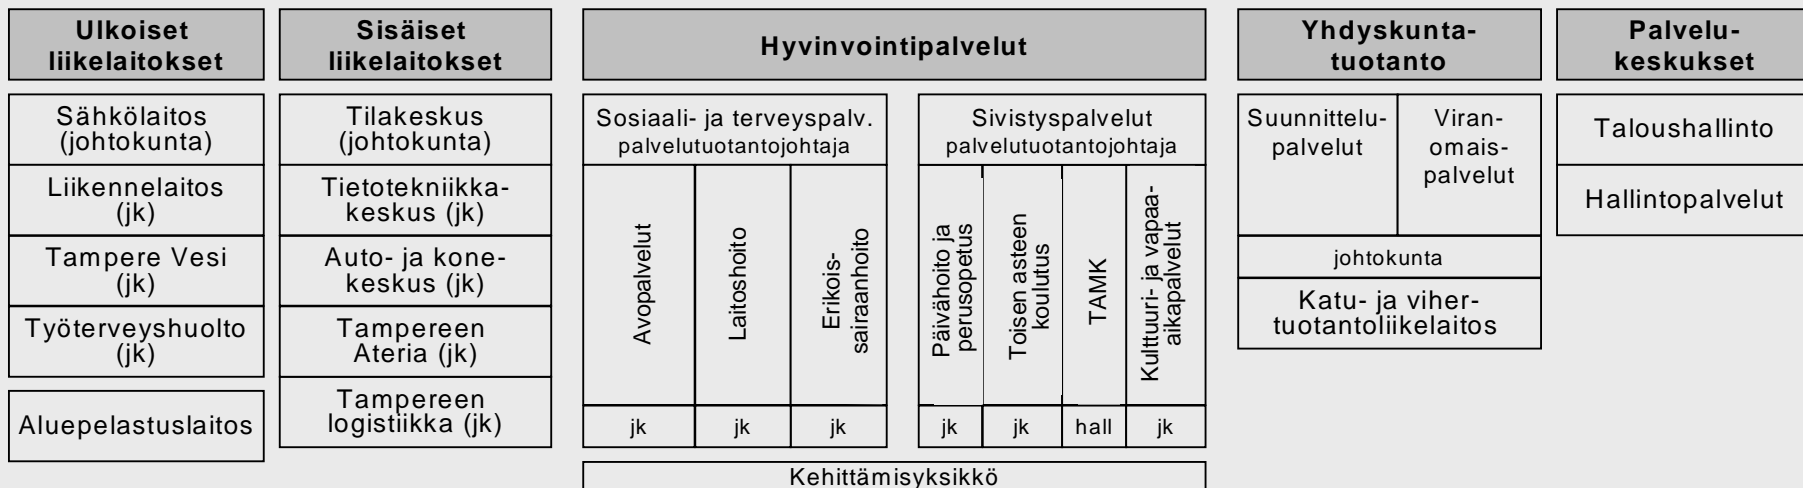 Ulkoiset
liikelaitokset
Sähkölaitos
(johtokunta)
Liikennelaitos
(jk)
Tampere Vesi
(jk)
Työterveyshuolto
(jk)
Aluepelastuslaitos
Sisäiset
liikelaitokset
Tilakeskus
(johtokunta)
Tietotekniikka-
keskus (jk)
Auto- ja kone-
keskus (jk)
Tampereen
Ateria (jk)
Tampereen
logistiikka (jk)
Hyvinvointipalvelut
Sosiaali- ja terveyspalv.
palvelutuotantojohtaja
Avopalvelut
Laitoshoito
Erikois-
sairaanhoito
jk
jk
jk
Sivistyspalvelut
palvelutuotantojohtaja
Päivähoito ja
perusopetus
Toisen asteen
koulutus
TAMK
Kulttuuri- ja vapaa-
aikapalvelut
jk
jk
hall
jk
Kehittämisyksikkö
Yhdyskunta-
tuotanto
Suunnittelu-
palvelut
Viran-
omais-
palvelut
johtokunta
Katu- ja viher-
tuotantoliikelaitos
Palvelu-
keskukset
Taloushallinto
Hallintopalvelut